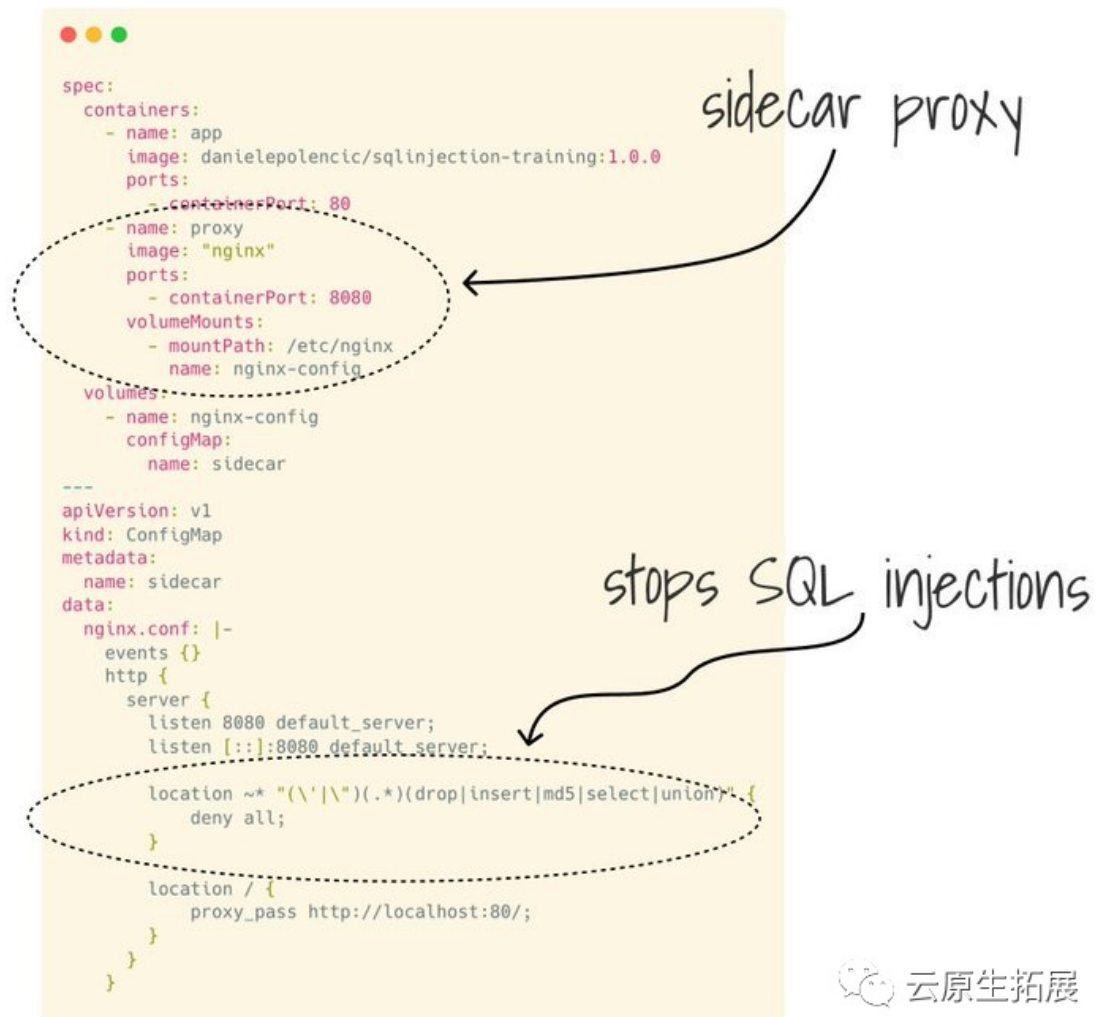 spec:
  containers:
    - name: app
      image: danielepolencic/sqlinjection-training:1.0.0
      ports:
        - containerPort: 80
    - name: proxy
      image: "nginx"
      ports:
        - containerPort: 8080
      volumeMounts:
        - mountPath: /etc/nginx
          name: nginx-config
  volumes:
    - name: nginx-config
      configMap:
        name: sidecar
---
apiVersion: v1
kind: ConfigMap
metadata:
  name: sidecar
data:
  nginx.conf: |-
    events {}
    http {
      server {
        listen 8080 default_server;
        listen [::]:8080 default_server;

        location ~* "(\'|\")(.*)(drop|insert|md5|select|union)" {
            deny all;
        }

        location / {
            proxy_pass http://localhost:80/;
        }
      }
    }
sidecar proxy
stops SQL injections
云原生拓展